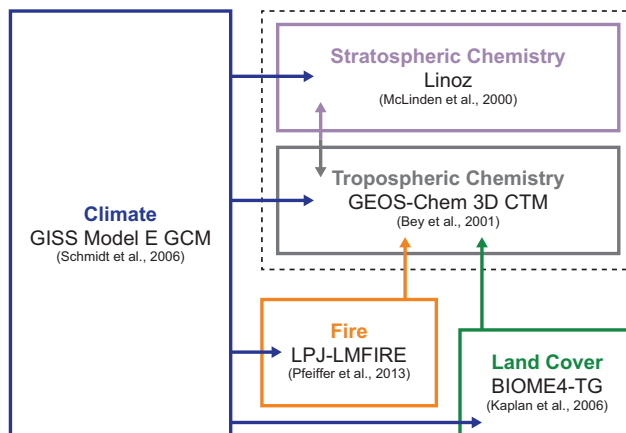 Stratospheric Chemistry
Linoz
(McLinden et al., 2000)
Tropospheric Chemistry
GEOS-Chem 3D CTM
(Bey et al., 2001)
Climate
GISS Model E GCM
(Schmidt et al., 2006)
Fire
LPJ-LMFIRE
(Pfeiffer et al., 2013)
Land Cover
BIOME4-TG
(Kaplan et al., 2006)